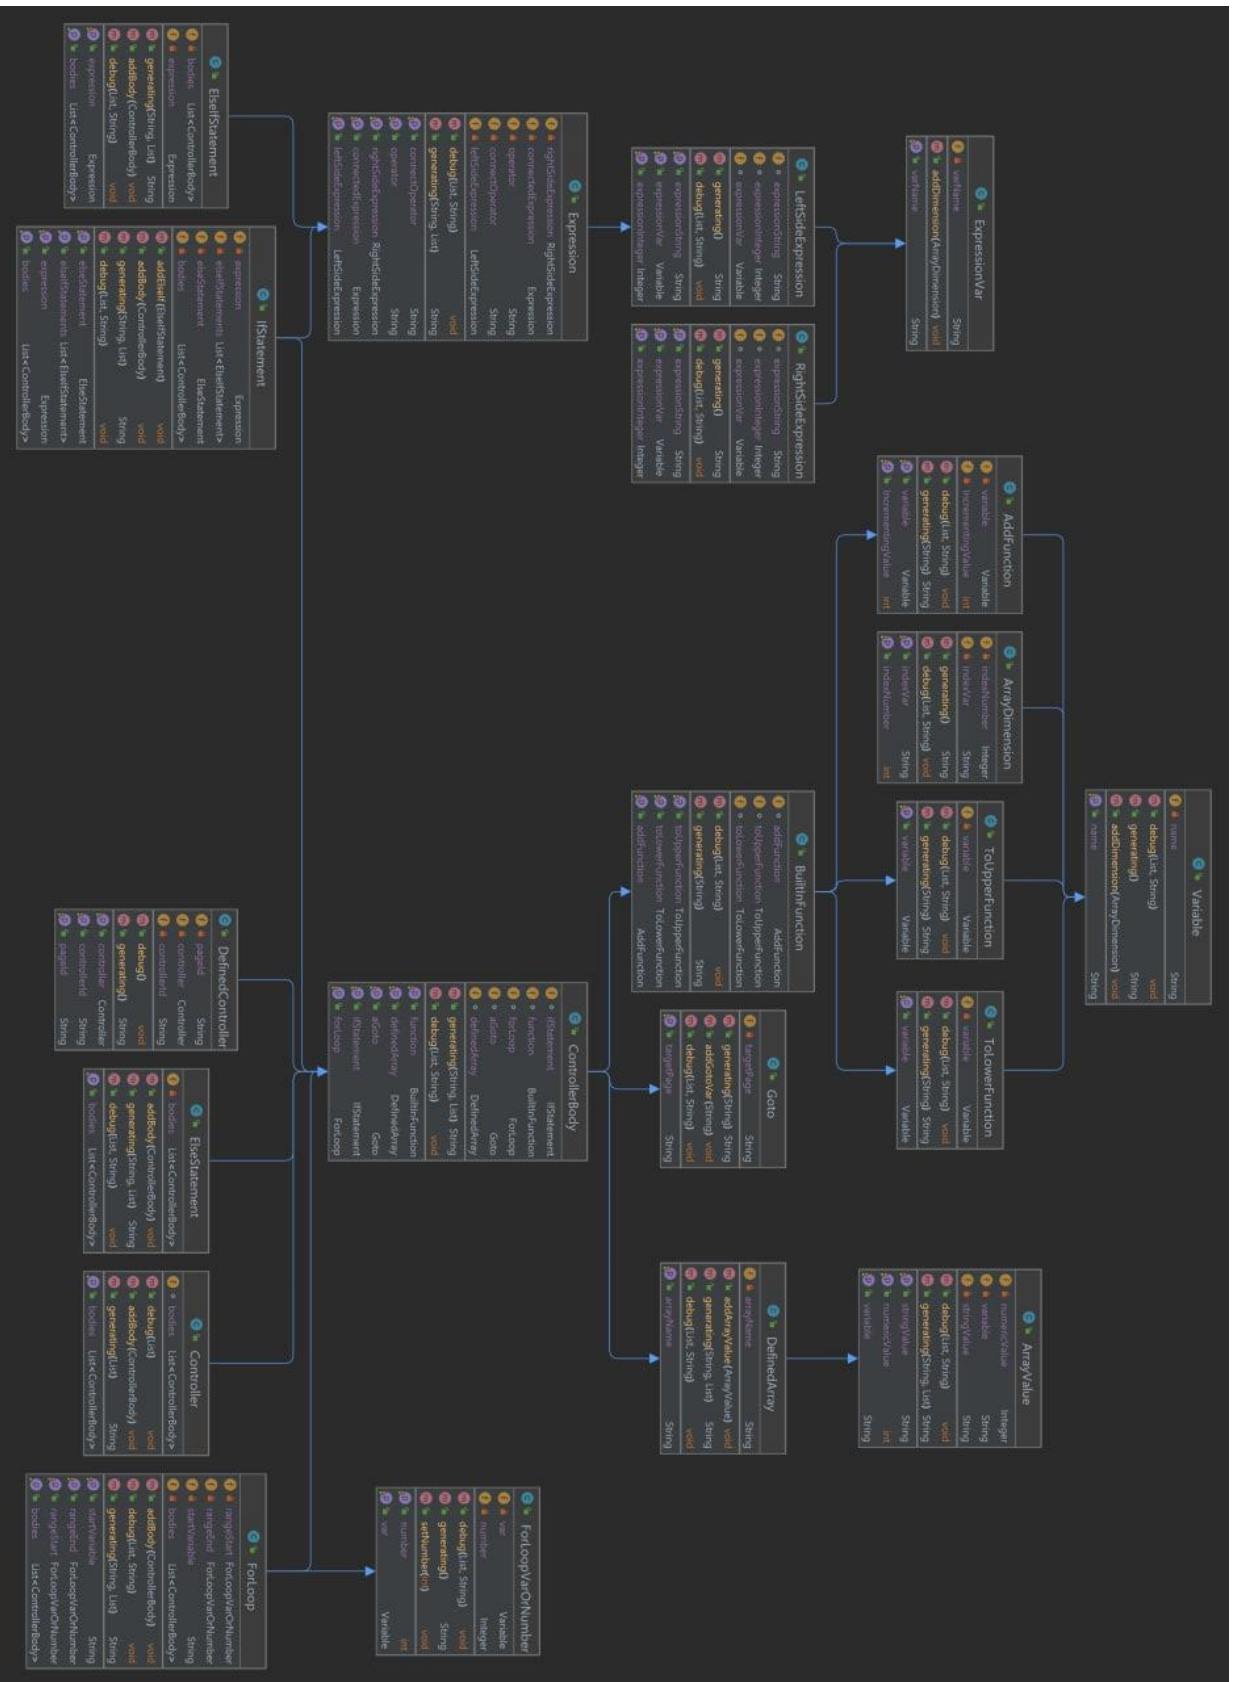 Variable
name String
debug(List, String) void
generating() String
addDimension(ArrayDimension) void
name String
ExpressionVar
varName String
addDimension(ArrayDimension) void
varName String
AddFunction
variable Variable
incrementingValue int
debug(List, String) void
generating(String) String
variable Variable
incrementingValue int
ArrayDimension
indexNumber Integer
indexVar String
generating() String
debug(List, String) void
indexVar String
indexNumber int
ToUpperFunction
variable Variable
debug(List, String) void
generating(String) String
variable Variable
ToLowerFunction
variable Variable
debug(List, String) void
generating(String) String
variable Variable
ArrayValue
numericValue Integer
variable String
stringValue String
debug(List, String) void
generating(String, List) String
stringValue String
numericValue int
variable String
LeftSideExpression
expressionString String
expressionInteger Integer
expressionVar Variable
generating() String
debug(List, String) void
expressionString String
expressionVar Variable
expressionInteger Integer
RightSideExpression
expressionString String
expressionInteger Integer
expressionVar Variable
generating() String
debug(List, String) void
expressionString String
expressionVar Variable
expressionInteger Integer
BuiltInFunction
addFunction AddFunction
toUpperFunction ToUpperFunction
toLowerFunction ToLowerFunction
debug(List, String) void
generating(String) String
toUpperFunction ToUpperFunction
toLowerFunction ToLowerFunction
addFunction AddFunction
Goto
targetPage String
generating(String) String
addGotoVar(String) void
debug(List, String) void
targetPage String
DefinedArray
arrayName String
addArrayValue(ArrayValue) void
generating(String, List) String
debug(List, String) void
arrayName String
Expression
rightSideExpression RightSideExpression
connectedExpression Expression
operator String
connectOperator String
leftSideExpression LeftSideExpression
debug(List, String) void
generating(String, List) String
connectOperator String
operator String
rightSideExpression RightSideExpression
connectedExpression Expression
leftSideExpression LeftSideExpression
ControllerBody
ifStatement IfStatement
function BuiltInFunction
forLoop ForLoop
aGoto Goto
definedArray DefinedArray
generating(String, List) String
debug(List, String) void
function BuiltInFunction
definedArray DefinedArray
aGoto Goto
ifStatement IfStatement
forLoop ForLoop
ForLoopVarOrNumber
var Variable
number Integer
debug(List, String) void
generating() String
setNumber(int) void
number int
var Variable
ElseIfStatement
bodies List<ControllerBody>
expression Expression
generating(String, List) String
addBody(ControllerBody) void
debug(List, String) void
expression Expression
bodies List<ControllerBody>
IfStatement
expression Expression
elseIfStatements List<ElseIfStatement>
elseStatement ElseStatement
bodies List<ControllerBody>
addElseIf(ElseIfStatement) void
addBody(ControllerBody) void
generating(String, List) String
debug(List, String) void
elseStatement ElseStatement
elseIfStatements List<ElseIfStatement>
expression Expression
bodies List<ControllerBody>
DefinedController
pageId String
controller Controller
controllerId String
debug() void
generating() String
controller Controller
controllerId String
pageId String
ElseStatement
bodies List<ControllerBody>
addBody(ControllerBody) void
generating(String, List) String
debug(List, String) void
bodies List<ControllerBody>
Controller
bodies List<ControllerBody>
debug(List) void
addBody(ControllerBody) void
generating(List) String
bodies List<ControllerBody>
ForLoop
rangeStart ForLoopVarOrNumber
rangeEnd ForLoopVarOrNumber
startVariable String
bodies List<ControllerBody>
addBody(ControllerBody) void
debug(List, String) void
generating(String, List) String
startVariable String
rangeEnd ForLoopVarOrNumber
rangeStart ForLoopVarOrNumber
bodies List<ControllerBody>